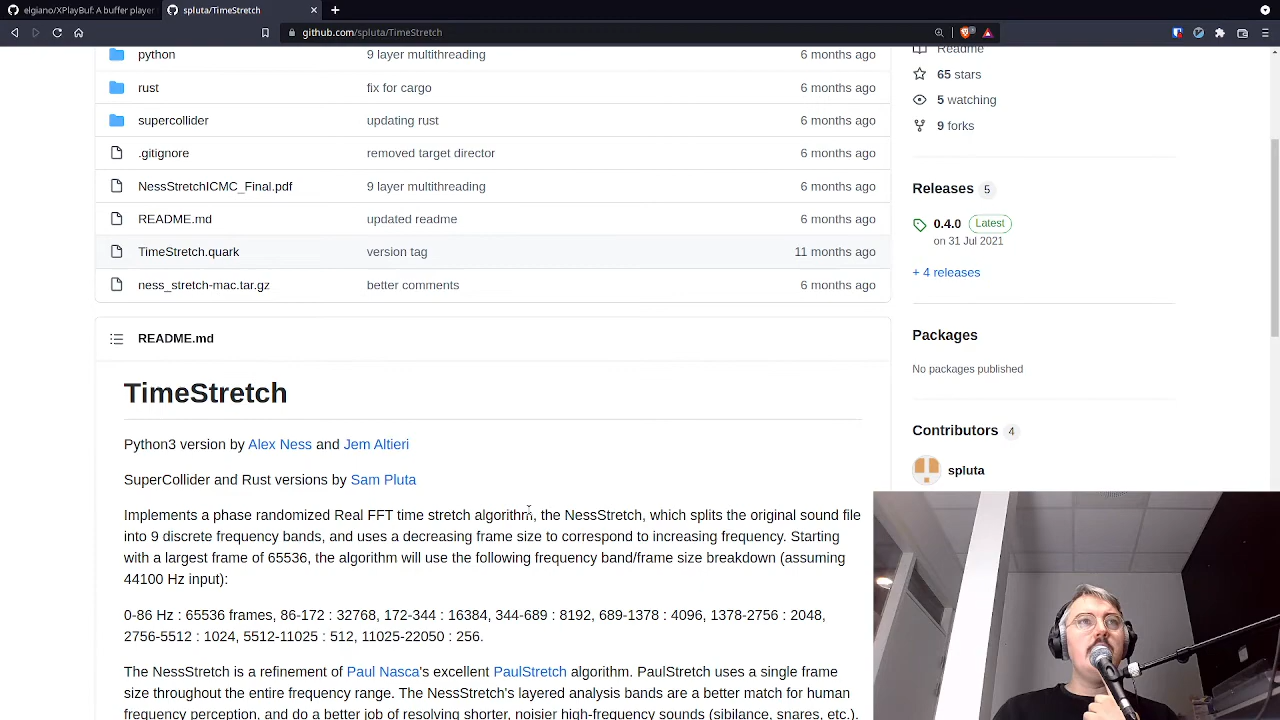 elgiano/XPlayBuf: A buffer player
spluta/TimeStretch
github.com/spluta/TimeStretch
python 9 layer multithreading 6 months ago
rust fix for cargo 6 months ago
supercollider updating rust 6 months ago
.gitignore removed target director 6 months ago
NessStretchICMC_Final.pdf 9 layer multithreading 6 months ago
README.md updated readme 6 months ago
TimeStretch.quark version tag 11 months ago
ness_stretch-mac.tar.gz better comments 6 months ago
Readme
65 stars
5 watching
9 forks
Releases 5
0.4.0 Latest
on 31 Jul 2021
+ 4 releases
Packages
No packages published
Contributors 4
spluta
README.md
TimeStretch
Python3 version by Alex Ness and Jem Altieri
SuperCollider and Rust versions by Sam Pluta
Implements a phase randomized Real FFT time stretch algorithm, the NessStretch, which splits the original sound file
into 9 discrete frequency bands, and uses a decreasing frame size to correspond to increasing frequency. Starting
with a largest frame of 65536, the algorithm will use the following frequency band/frame size breakdown (assuming
44100 Hz input):
0-86 Hz : 65536 frames, 86-172 : 32768, 172-344 : 16384, 344-689 : 8192, 689-1378 : 4096, 1378-2756 : 2048,
2756-5512 : 1024, 5512-11025 : 512, 11025-22050 : 256.
The NessStretch is a refinement of Paul Nasca's excellent PaulStretch algorithm. PaulStretch uses a single frame
size throughout the entire frequency range. The NessStretch's layered analysis bands are a better match for human
frequency perception, and do a better job of resolving shorter, noisier high-frequency sounds (sibilance, snares, etc.).